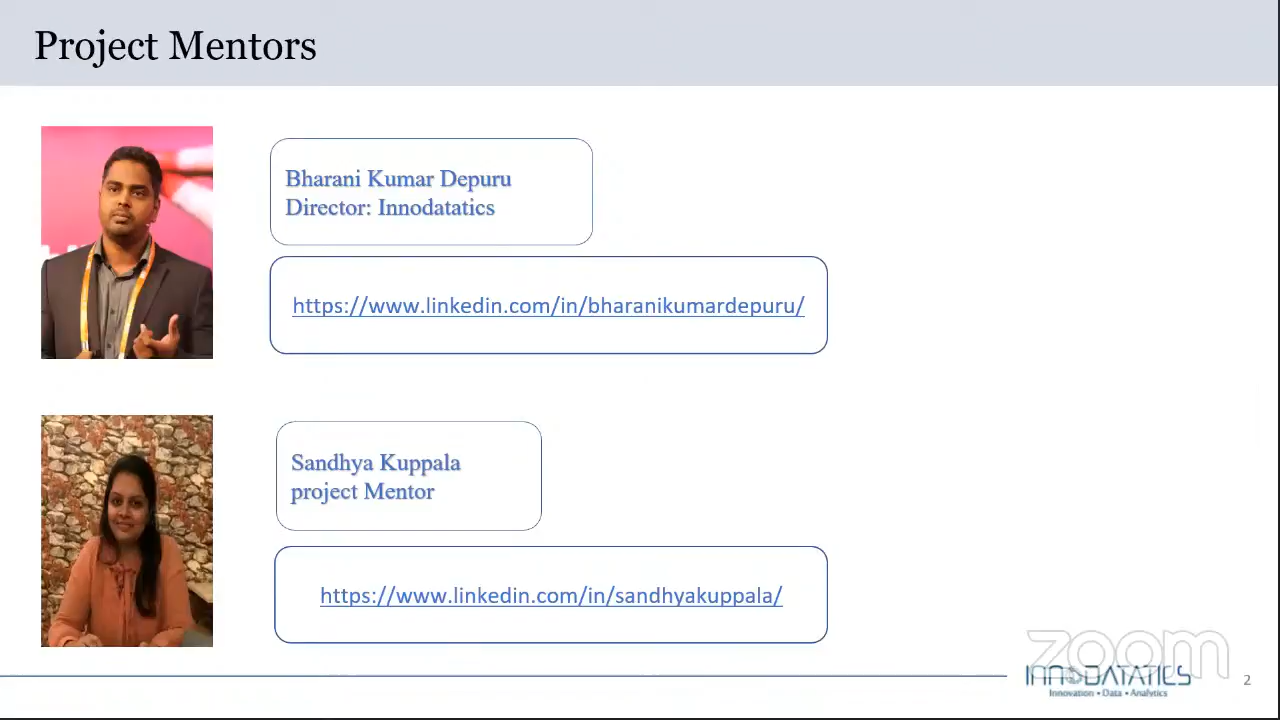 Project Mentors
Bharani Kumar Depuru
Director: Innodatatics
https://www.linkedin.com/in/bharanikumardepuru/
Sandhya Kuppala
project Mentor
https://www.linkedin.com/in/sandhyakuppala/
zoom
INNODATATICS
Innovation • Data • Analytics
2